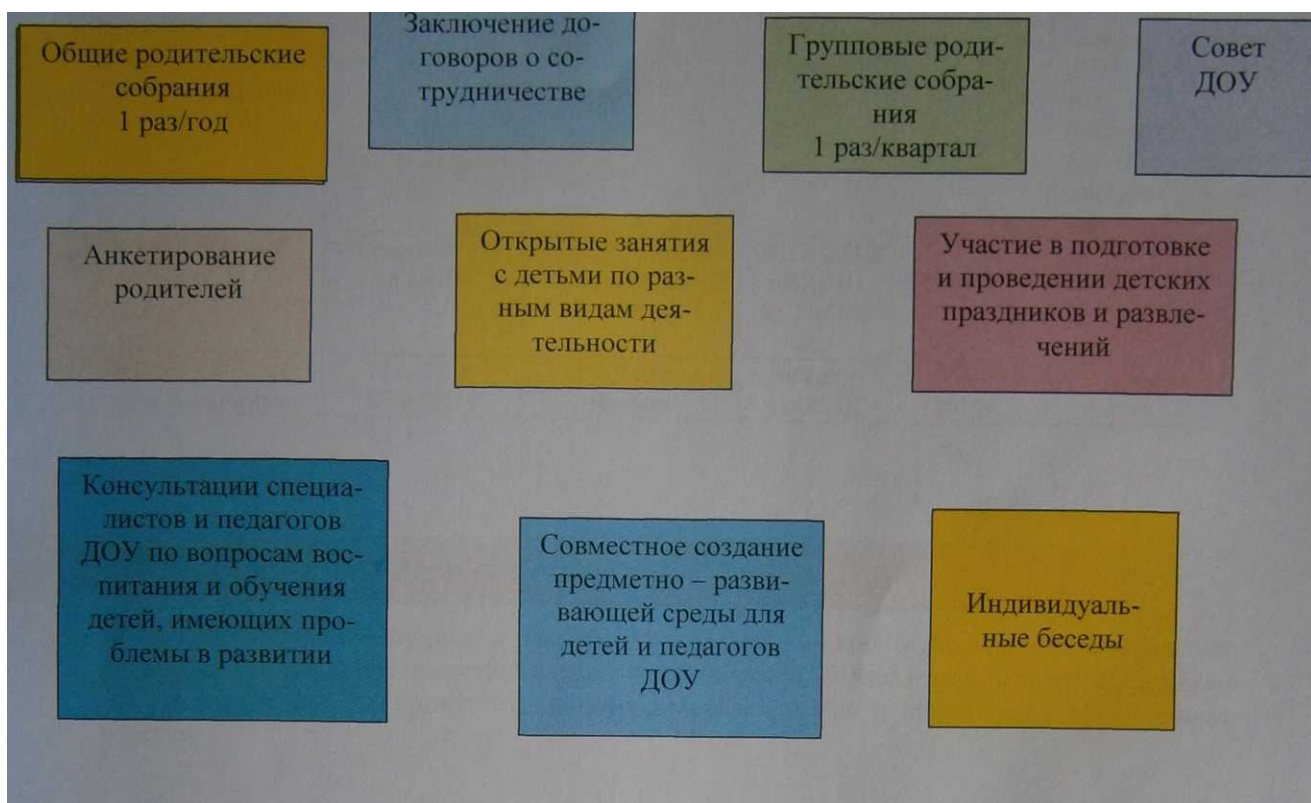 Общие родительские
собрания
1 раз/год
Заключение до-
говоров о со-
трудничестве
Групповые роди-
тельские собра-
ния
1 раз/квартал
Совет
ДОУ
Анкетирование
родителей
Открытые занятия
с детьми по раз-
ным видам дея-
тельности
Участие в подготовке
и проведении детских
праздников и развле-
чений
Консультации специа-
листов и педагогов
ДОУ по вопросам вос-
питания и обучения
детей, имеющих про-
блемы в развитии
Совместное создание
предметно – разви-
вающей среды для
детей и педагогов
ДОУ
Индивидуаль-
ные беседы